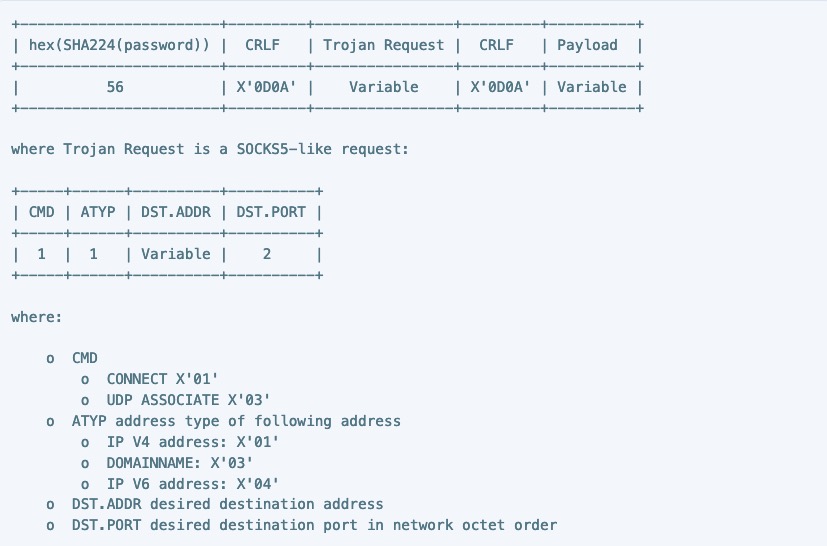 +-----------------------+---------+----------------+---------+----------+
| hex(SHA224(password)) |  CRLF   | Trojan Request |  CRLF   | Payload  |
+-----------------------+---------+----------------+---------+----------+
|          56           | X'0D0A' |    Variable    | X'0D0A' | Variable |
+-----------------------+---------+----------------+---------+----------+
where Trojan Request is a SOCKS5-like request:
+-----+------+----------+----------+
| CMD | ATYP | DST.ADDR | DST.PORT |
+-----+------+----------+----------+
|  1  |  1   | Variable |    2     |
+-----+------+----------+----------+
where:
    o  CMD
        o  CONNECT X'01'
        o  UDP ASSOCIATE X'03'
    o  ATYP address type of following address
        o  IP V4 address: X'01'
        o  DOMAINNAME: X'03'
        o  IP V6 address: X'04'
    o  DST.ADDR desired destination address
    o  DST.PORT desired destination port in network octet order